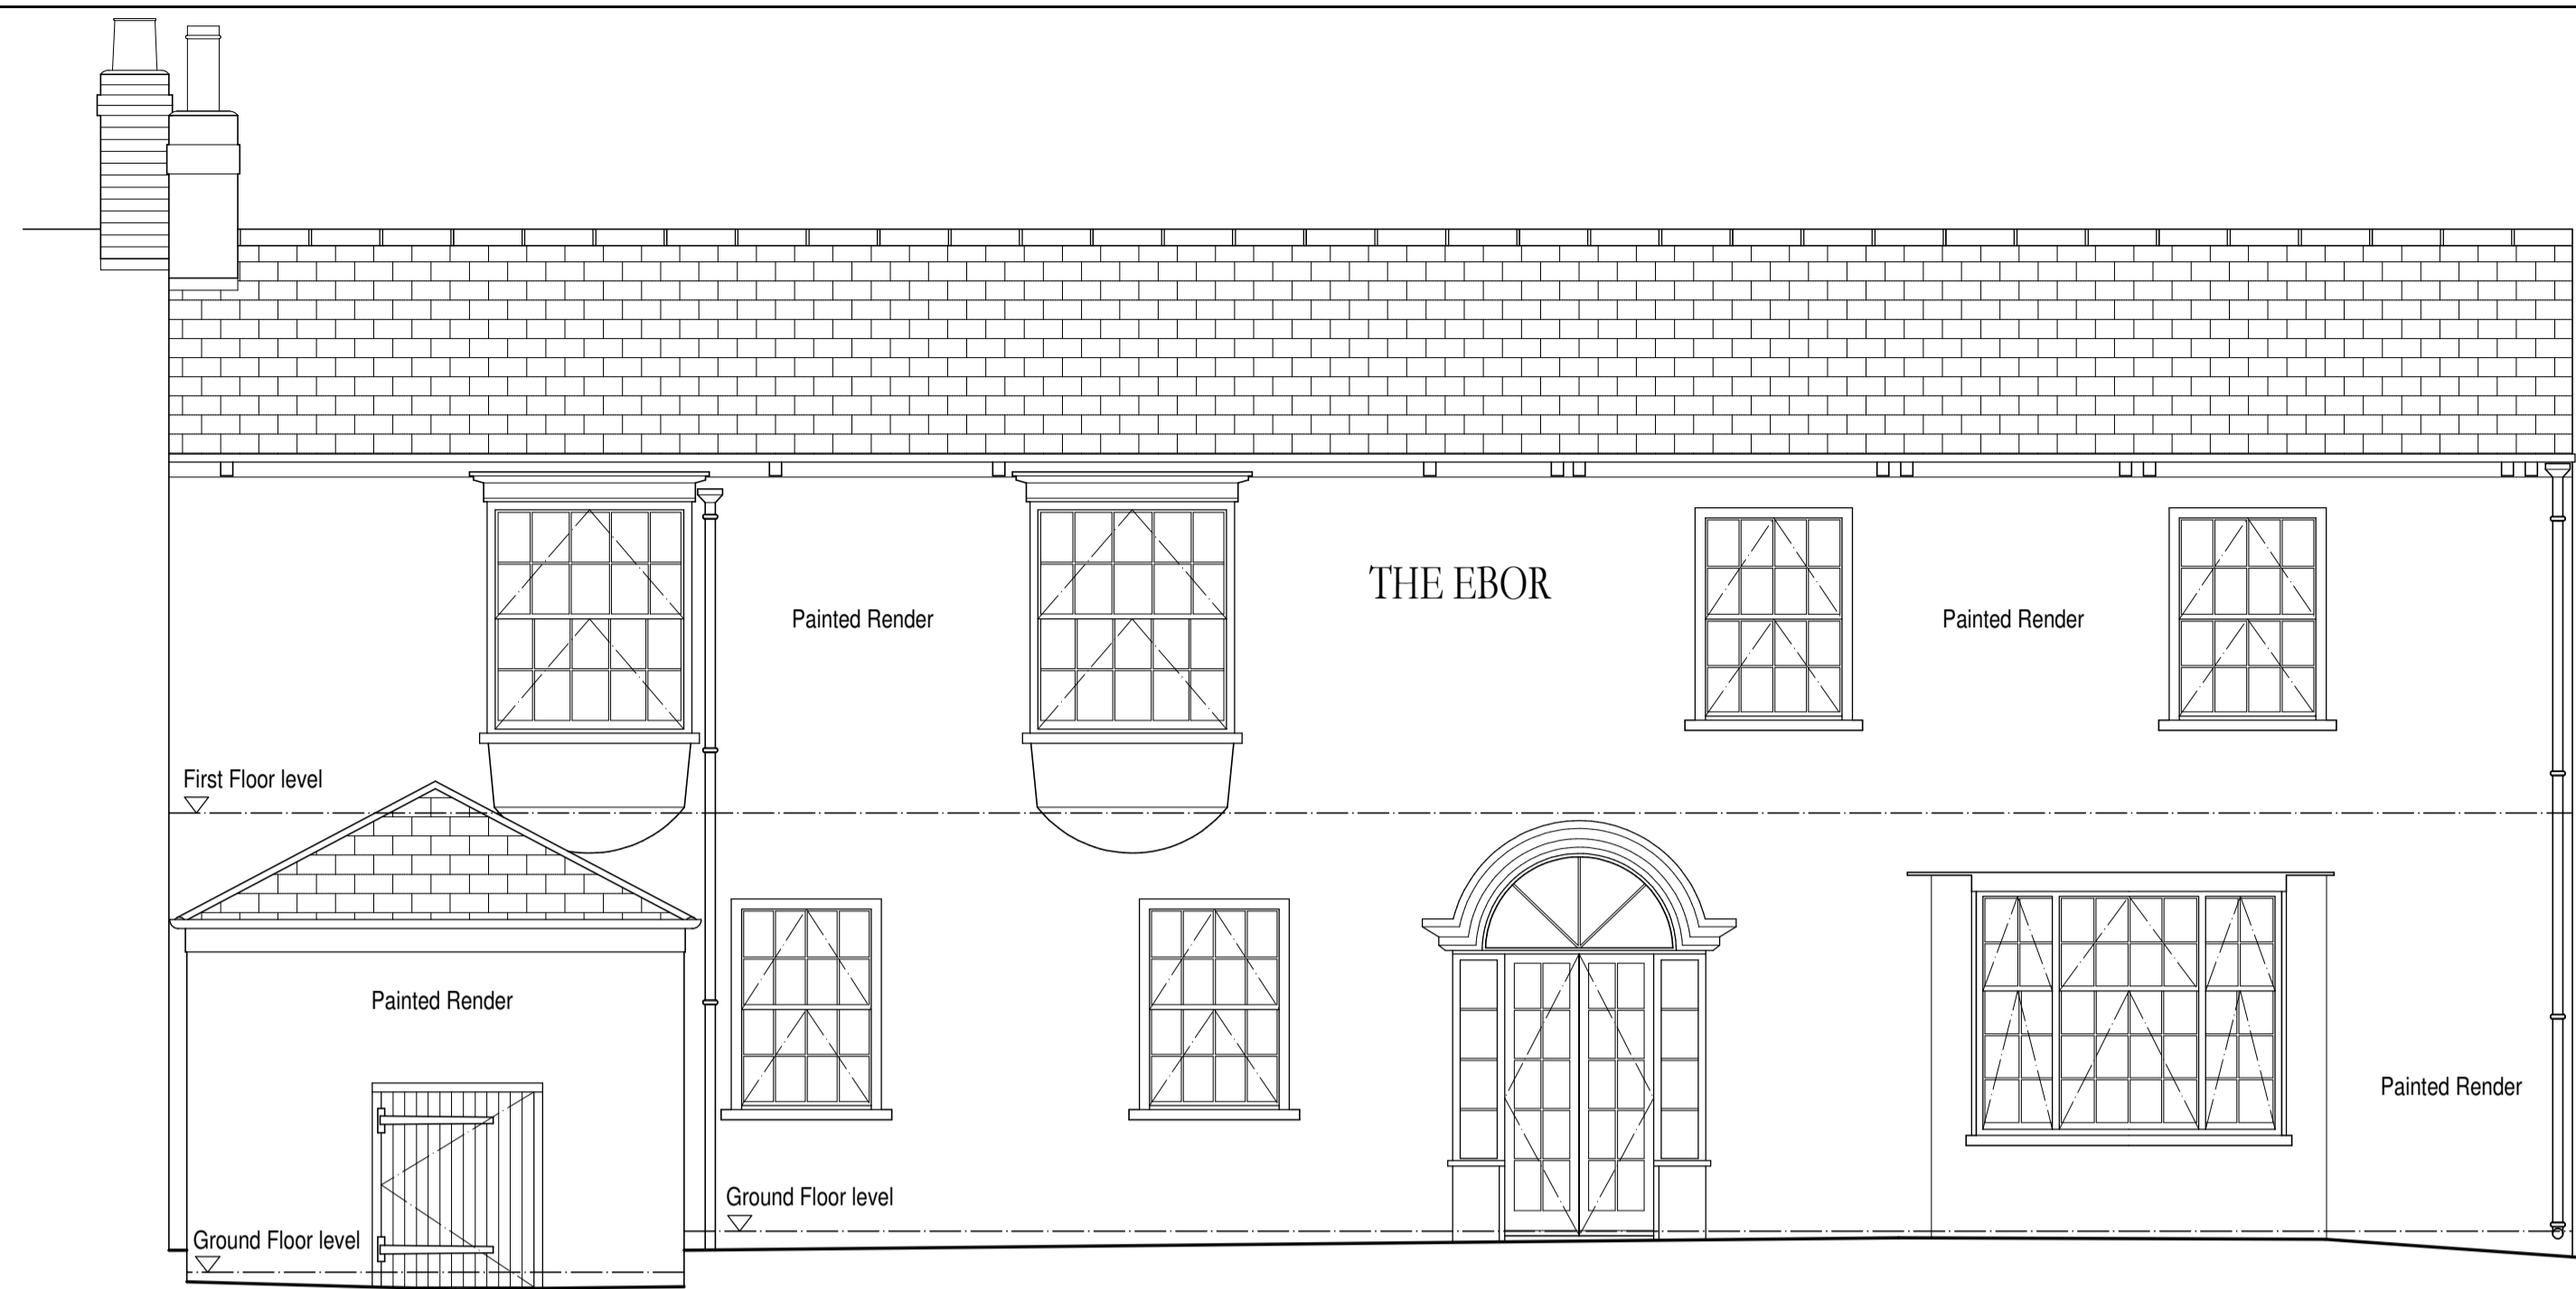 THE EBOR
Painted Render
Painted Render
First Floor level
Painted Render
Painted Render
Ground Floor level
Ground Floor level